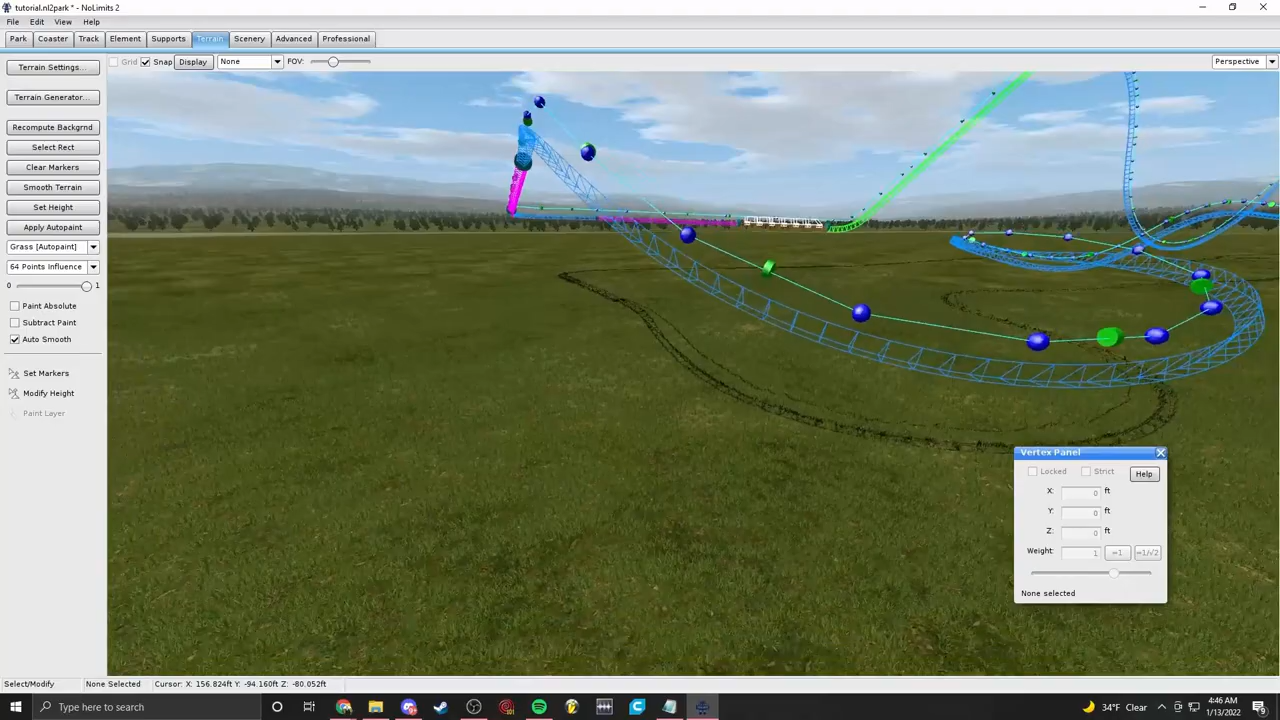 tutorial.nl2park * - NoLimits 2
File Edit View Help
Park Coaster Track Element Supports Terrain Scenery Advanced Professional
Grid Snap Display None FOV: Perspective
Terrain Settings...
Terrain Generator...
Recompute Backgrnd
Select Rect
Clear Markers
Smooth Terrain
Set Height
Apply Autopaint
Grass [Autopaint]
64 Points Influence
0 1
Paint Absolute
Subtract Paint
Auto Smooth
Set Markers
Modify Height
Paint Layer
Vertex Panel
Locked Strict Help
X: 0 ft
Y: 0 ft
Z: 0 ft
Weight: 1 =1 =1/√2
None selected
Select/Modify None Selected Cursor: X: 156.824ft Y: -94.160ft Z: -80.052ft
Type here to search
34°F Clear
4:46 AM
1/13/2022